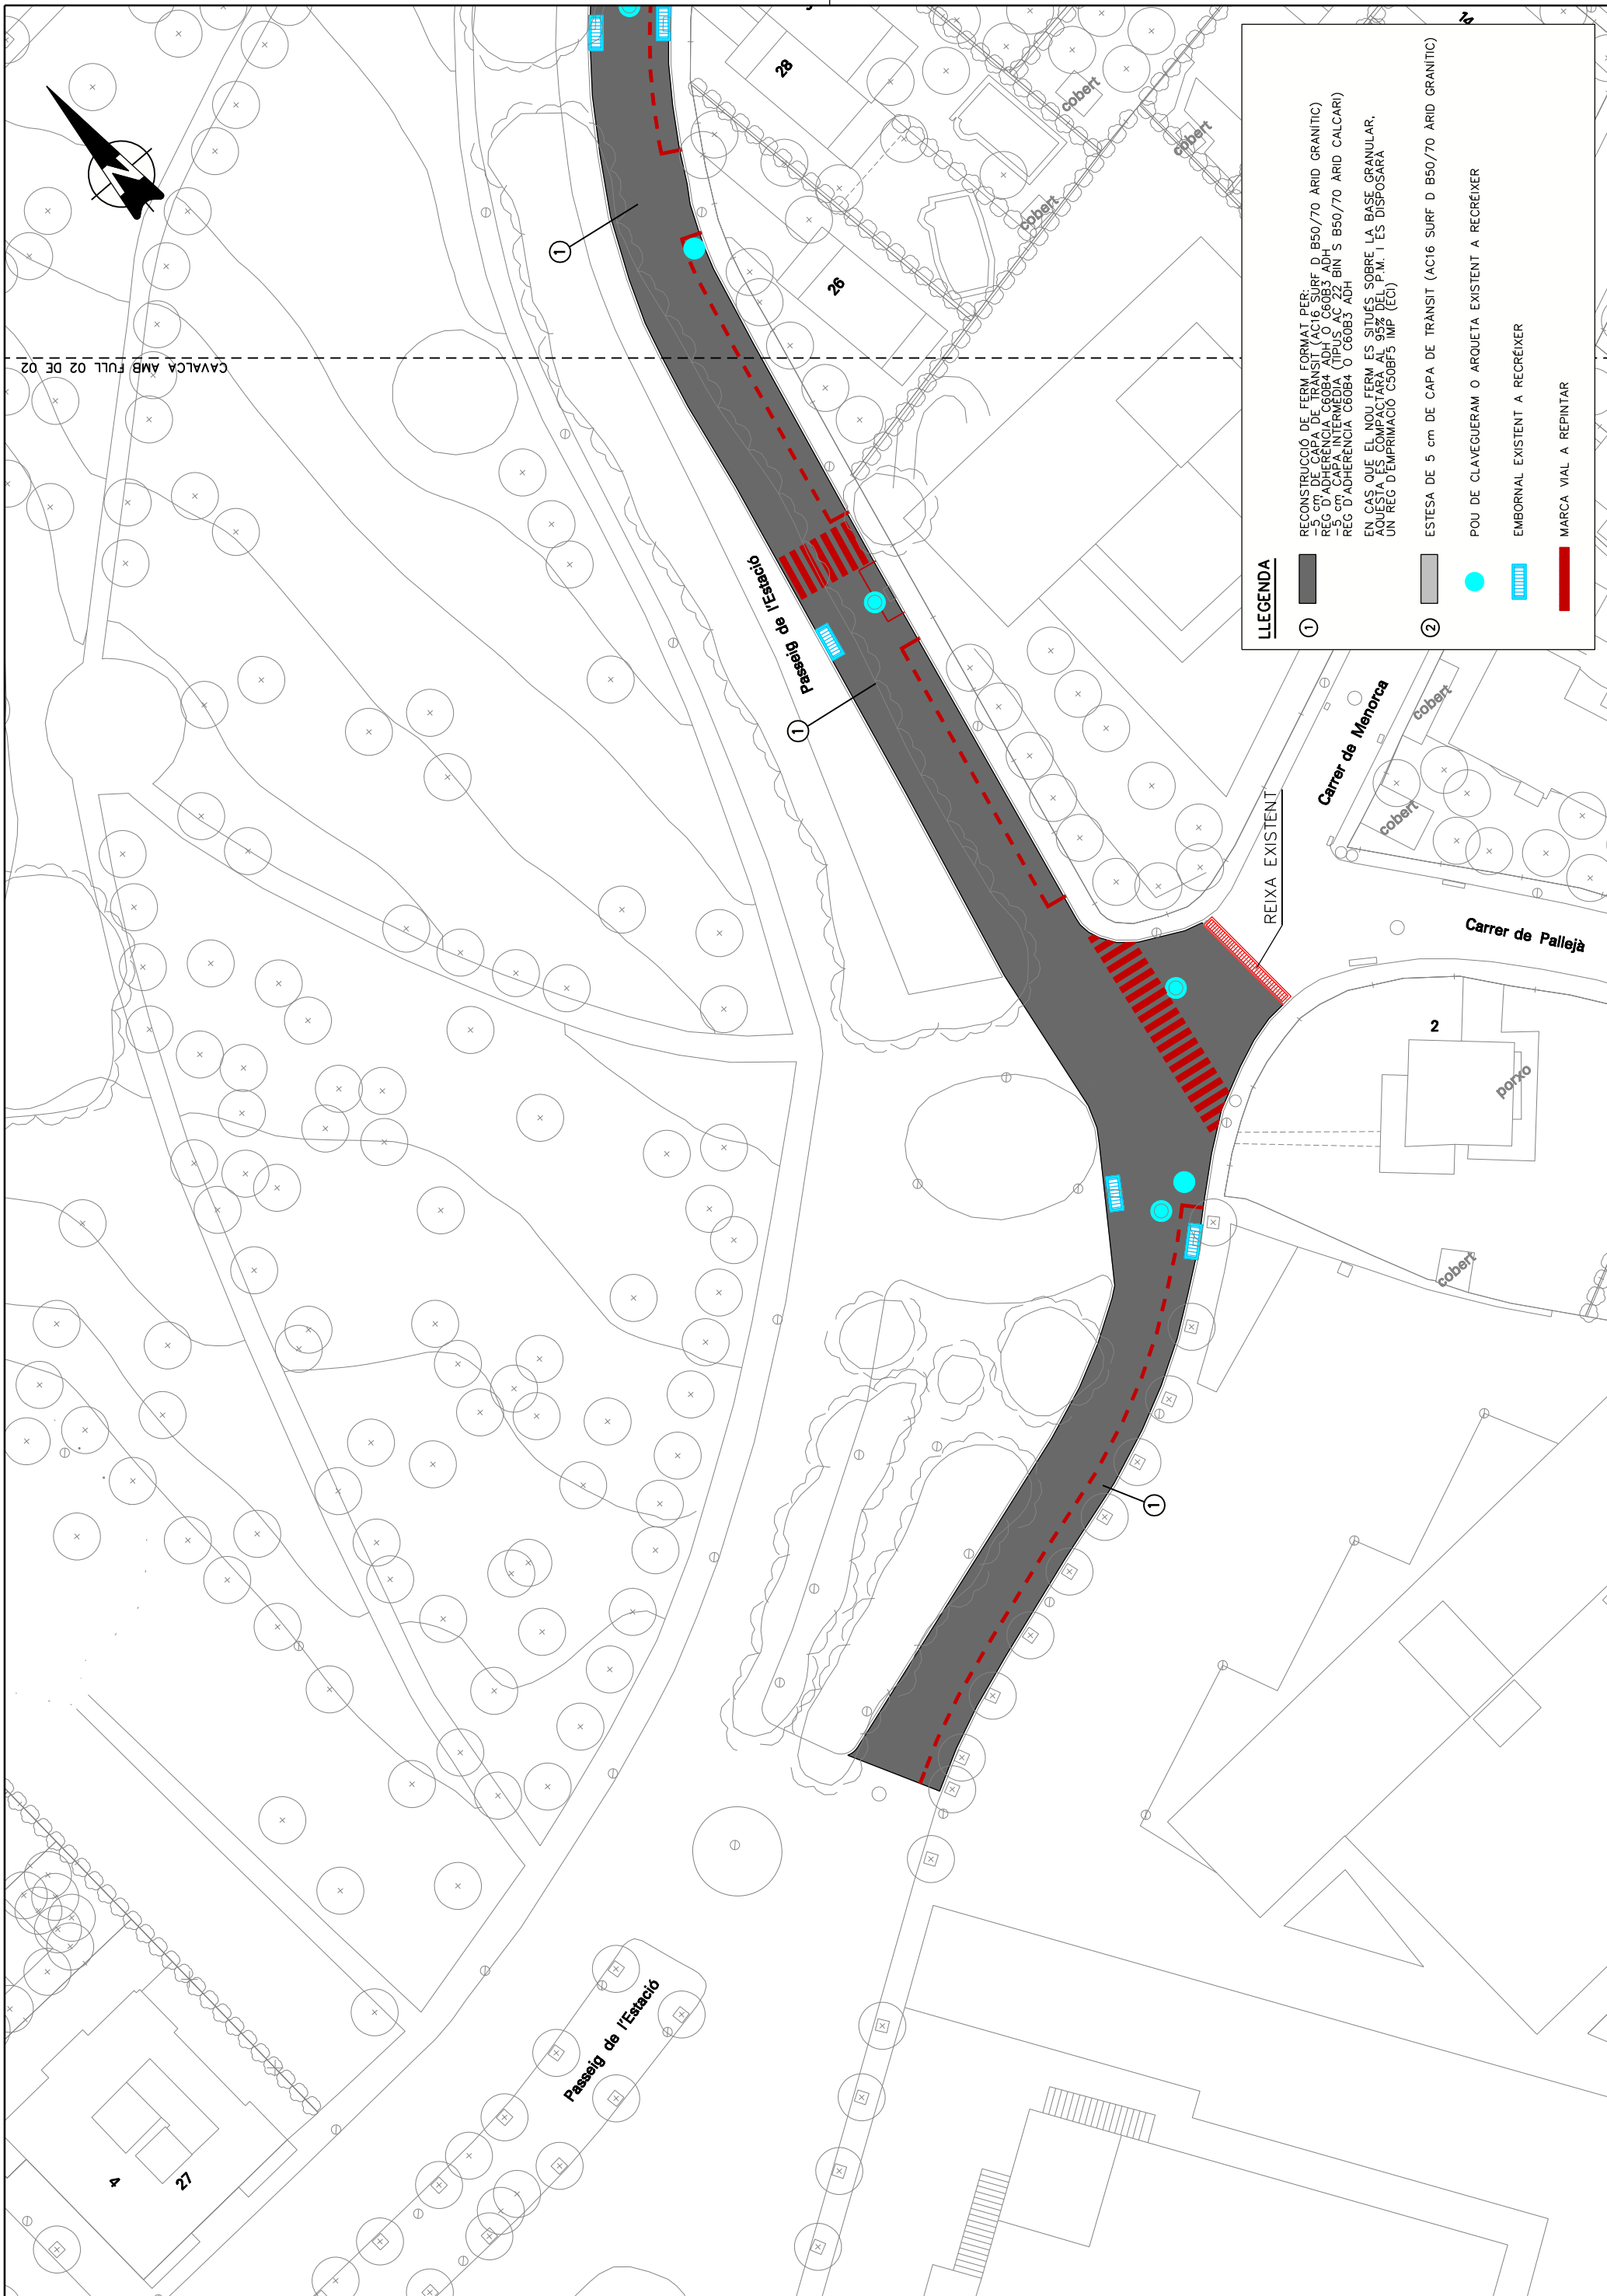 LLEGENDA
1
RECONSTRUCCIÓ DE FERM FORMAT PER:
-5 cm DE CAPA DE TRÀNSIT (AC16 SURF D B50/70 ÀRID GRANÍTIC)
REG D'ADHERÈNCIA C60B4 ADH O C60B3 ADH
-5 cm CAPA INTERMÈDIA (TIPUS AC 22 BIN S B50/70 ÀRID CALCARI)
REG D'ADHERÈNCIA C60B4 O C60B3 ADH
EN CAS QUE EL NOU FERM ES SITUÉS SOBRE LA BASE GRANULAR,
AQUESTA ES COMPACTARÀ AL 95% DEL P.M. I ES DISPOSARÀ
UN REG D'EMPRIMACIÓ C50BF5 IMP (ECI)
2
ESTESA DE 5 cm DE CAPA DE TRÀNSIT (AC16 SURF D B50/70 ÀRID GRANÍTIC)
POU DE CLAVEGUERAM O ARQUETA EXISTENT A RECRÉIXER
EMBORNAL EXISTENT A RECRÉIXER
MARCA VIAL A REPINTAR
CAVALCA AMB FULL 02 DE 02
28
14
cobert
cobert
cobert
1
26
Passeig de l'Estació
1
Carrer de Menorca
cobert
cobert
REIXA EXISTENT
Carrer de Pallejà
2
porxo
cobert
1
Passeig de l'Estació
4
27